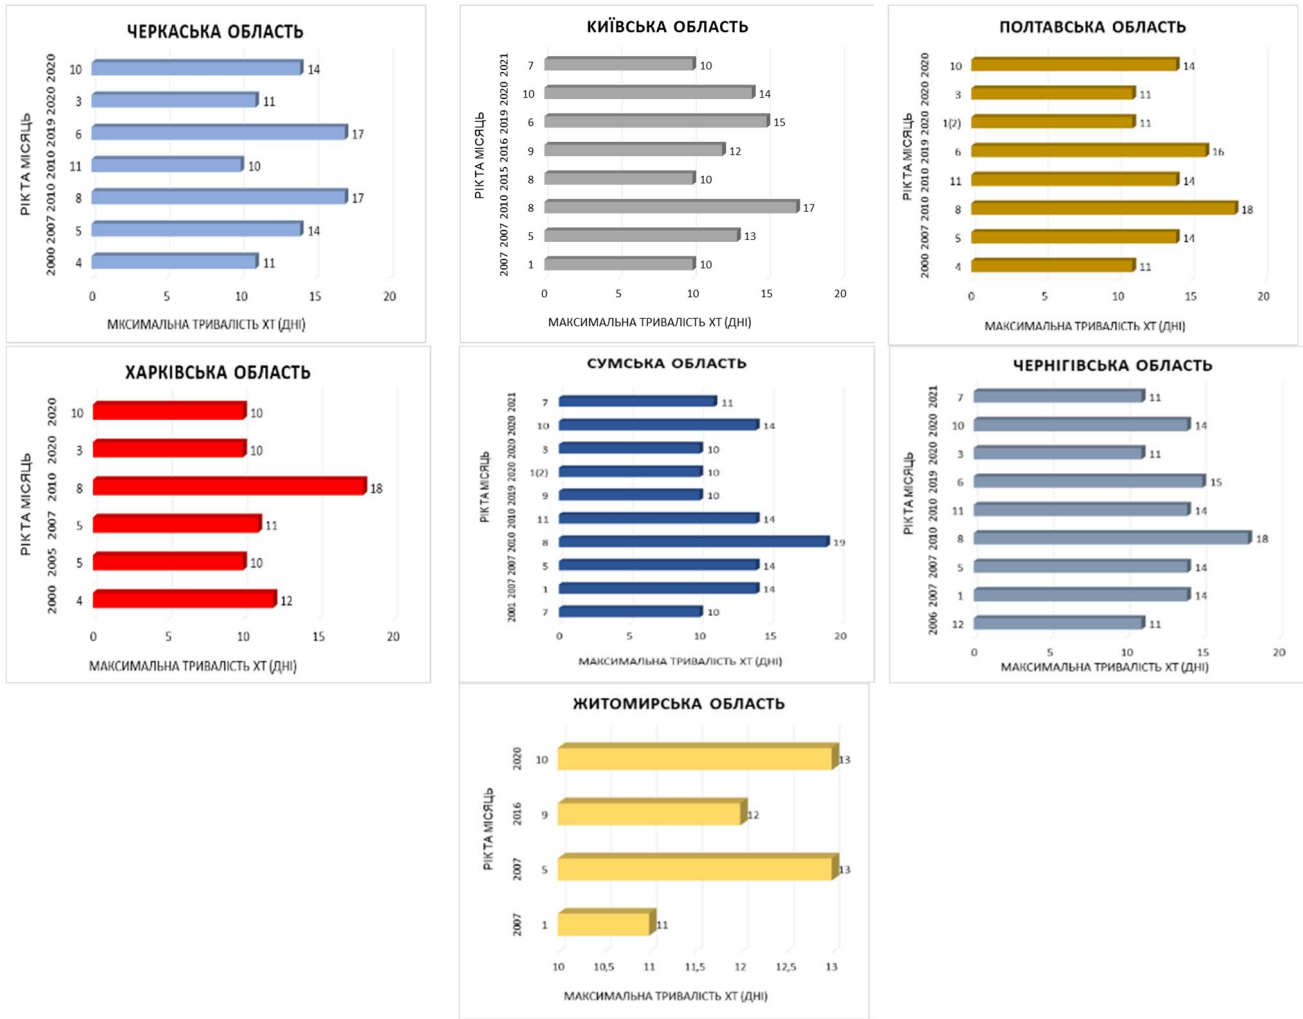 ЧЕРКАСЬКА ОБЛАСТЬ
РІК ТА МІСЯЦЬ
2020 10 14
2020 3 11
2019 6 17
2010 11 10
2010 8 17
2007 5 14
2000 4 11
0 5 10 15 20
МКСИМАЛЬНА ТРИВАЛІСТЬ ХТ (ДНІ)
КИЇВСЬКА ОБЛАСТЬ
РІК ТА МІСЯЦЬ
2021 7 10
2020 10 14
2019 6 15
2016 9 12
2015 8 10
2010 8 17
2007 5 13
2007 1 10
0 5 10 15 20
МАКСИМАЛЬНА ТРИВАЛІСТЬ ХТ (ДНІ)
ПОЛТАВСЬКА ОБЛАСТЬ
РІК ТА МІСЯЦЬ
2020 10 14
2020 3 11
2020 1(2) 11
2019 6 16
2010 11 14
2010 8 18
2007 5 14
2000 4 11
0 5 10 15 20
МАКСИМАЛЬНА ТРИВАЛІСТЬ ХТ (ДНІ)
ХАРКІВСЬКА ОБЛАСТЬ
РІК ТА МІСЯЦЬ
2020 10 10
2020 3 10
2010 8 18
2007 5 11
2005 5 10
2000 4 12
0 5 10 15 20
МАКСИМАЛЬНА ТРИВАЛІСТЬ ХТ (ДНІ)
СУМСЬКА ОБЛАСТЬ
РІК ТА МІСЯЦЬ
2021 7 11
2020 10 14
2020 3 10
2020 1(2) 10
2019 9 10
2010 11 14
2010 8 19
2007 5 14
2007 1 14
2001 7 10
0 5 10 15 20
МАКСИМАЛЬНА ТРИВАЛІСТЬ ХТ (ДНІ)
ЧЕРНІГІВСЬКА ОБЛАСТЬ
РІК ТА МІСЯЦЬ
2021 7 11
2020 10 14
2020 3 11
2019 6 15
2010 11 14
2010 8 18
2007 5 14
2007 1 14
2006 12 11
0 5 10 15 20
МАКСИМАЛЬНА ТРИВАЛІСТЬ ХТ (ДНІ)
ЖИТОМИРСЬКА ОБЛАСТЬ
РІК ТА МІСЯЦЬ
2020 10 13
2016 9 12
2007 5 13
2007 1 11
10 10,5 11 11,5 12 12,5 13
МАКСИМАЛЬНА ТРИВАЛІСТЬ ХТ (ДНІ)